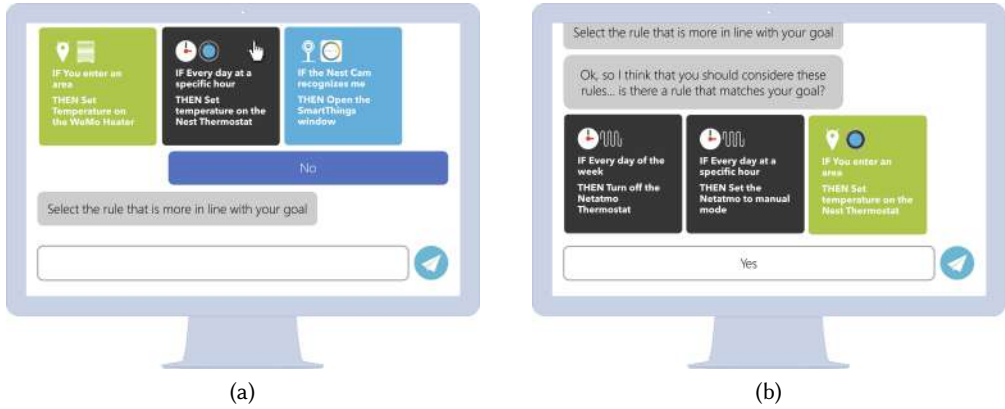 IF You enter an
area
THEN Set
Temperature on
the WeMo Heater
IF Every day at a
specific hour
THEN Set
temperature on the
Nest Thermostat
IF the Nest Cam
recognizes me
THEN Open the
SmartThings
window
No
Select the rule that is more in line with your goal
(a)
Select the rule that is more in line with your goal
Ok, so I think that you should considere these
rules... is there a rule that matches your goal?
IF Every day of the
week
THEN Turn off the
Netatmo
Thermostat
IF Every day at a
specific hour
THEN Set the
Netatmo to manual
mode
IF You enter an
area
THEN Set
temperature on the
Nest Thermostat
Yes
(b)